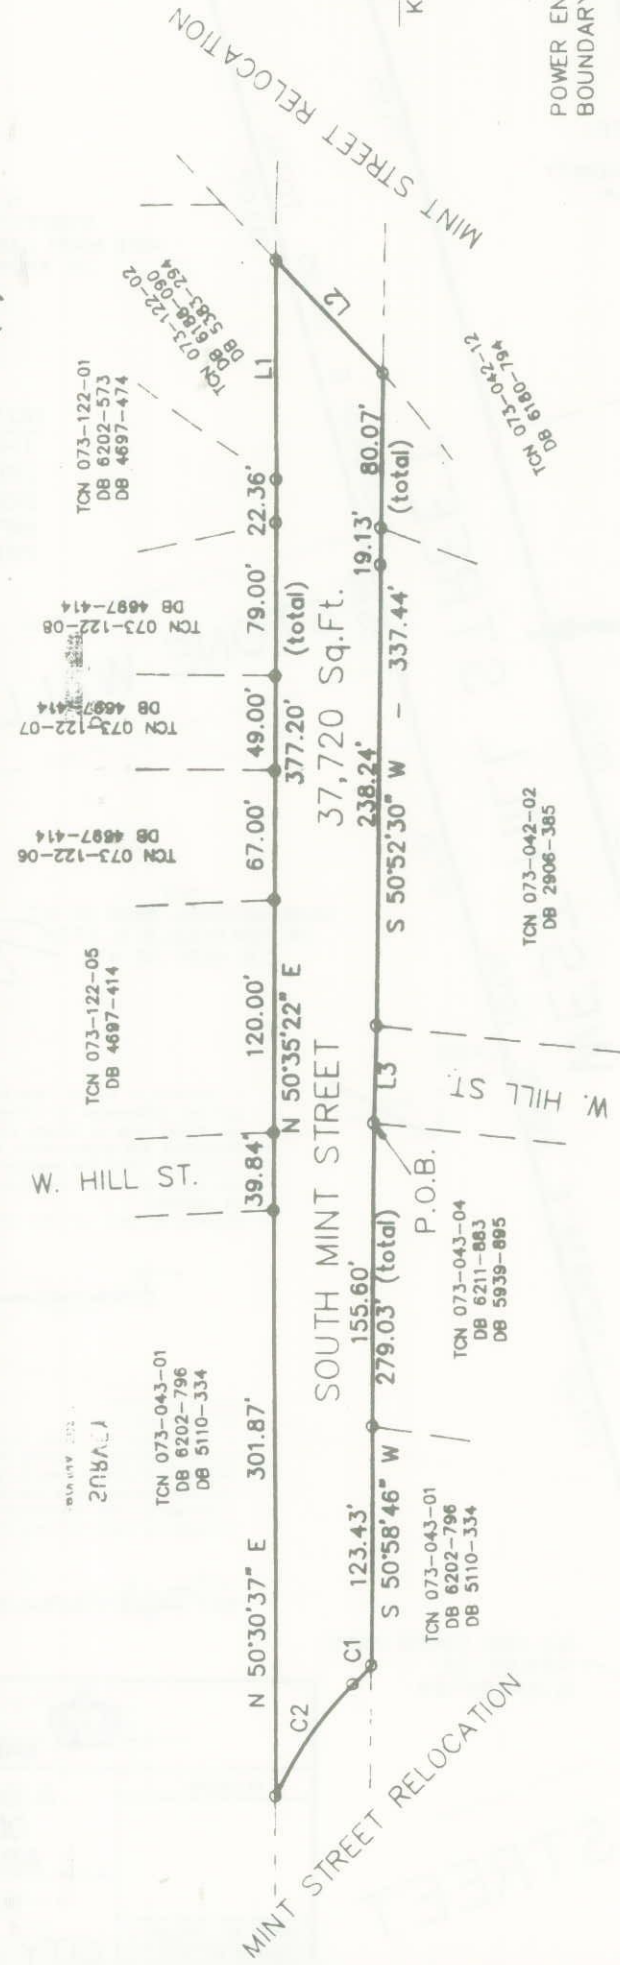 MINT STREET RELOCATION
POWER EN
BOUNDARY
K
TCN 073-122-02
DB 6188-090
DB 5383-294
L1
L2
TCN 073-042-12
DB 6180-794
TCN 073-122-01
DB 6202-573
DB 4697-474
22.36'
80.07'
(total)
19.13'
TCN 073-122-08
DB 4697-414
79.00'
(total)
TCN 073-122-07
DB 4697-414
49.00'
377.20'
37,720 Sq.Ft.
TCN 073-122-06
DB 4697-414
67.00'
238.24'
S 50°52'30" W - 337.44'
TCN 073-042-02
DB 2906-385
TCN 073-122-05
DB 4697-414
120.00'
N 50°35'22" E
SOUTH MINT STREET
L3
W. HILL ST.
W. HILL ST.
39.84'
P.O.B.
155.60'
279.03' (total)
TCN 073-043-04
DB 6211-883
DB 5939-895
TCN 073-043-01
DB 6202-796
DB 5110-334
N 50°30'37" E 301.87'
123.43'
S 50°58'46" W
TCN 073-043-01
DB 6202-796
DB 5110-334
C1
C2
MINT STREET RELOCATION